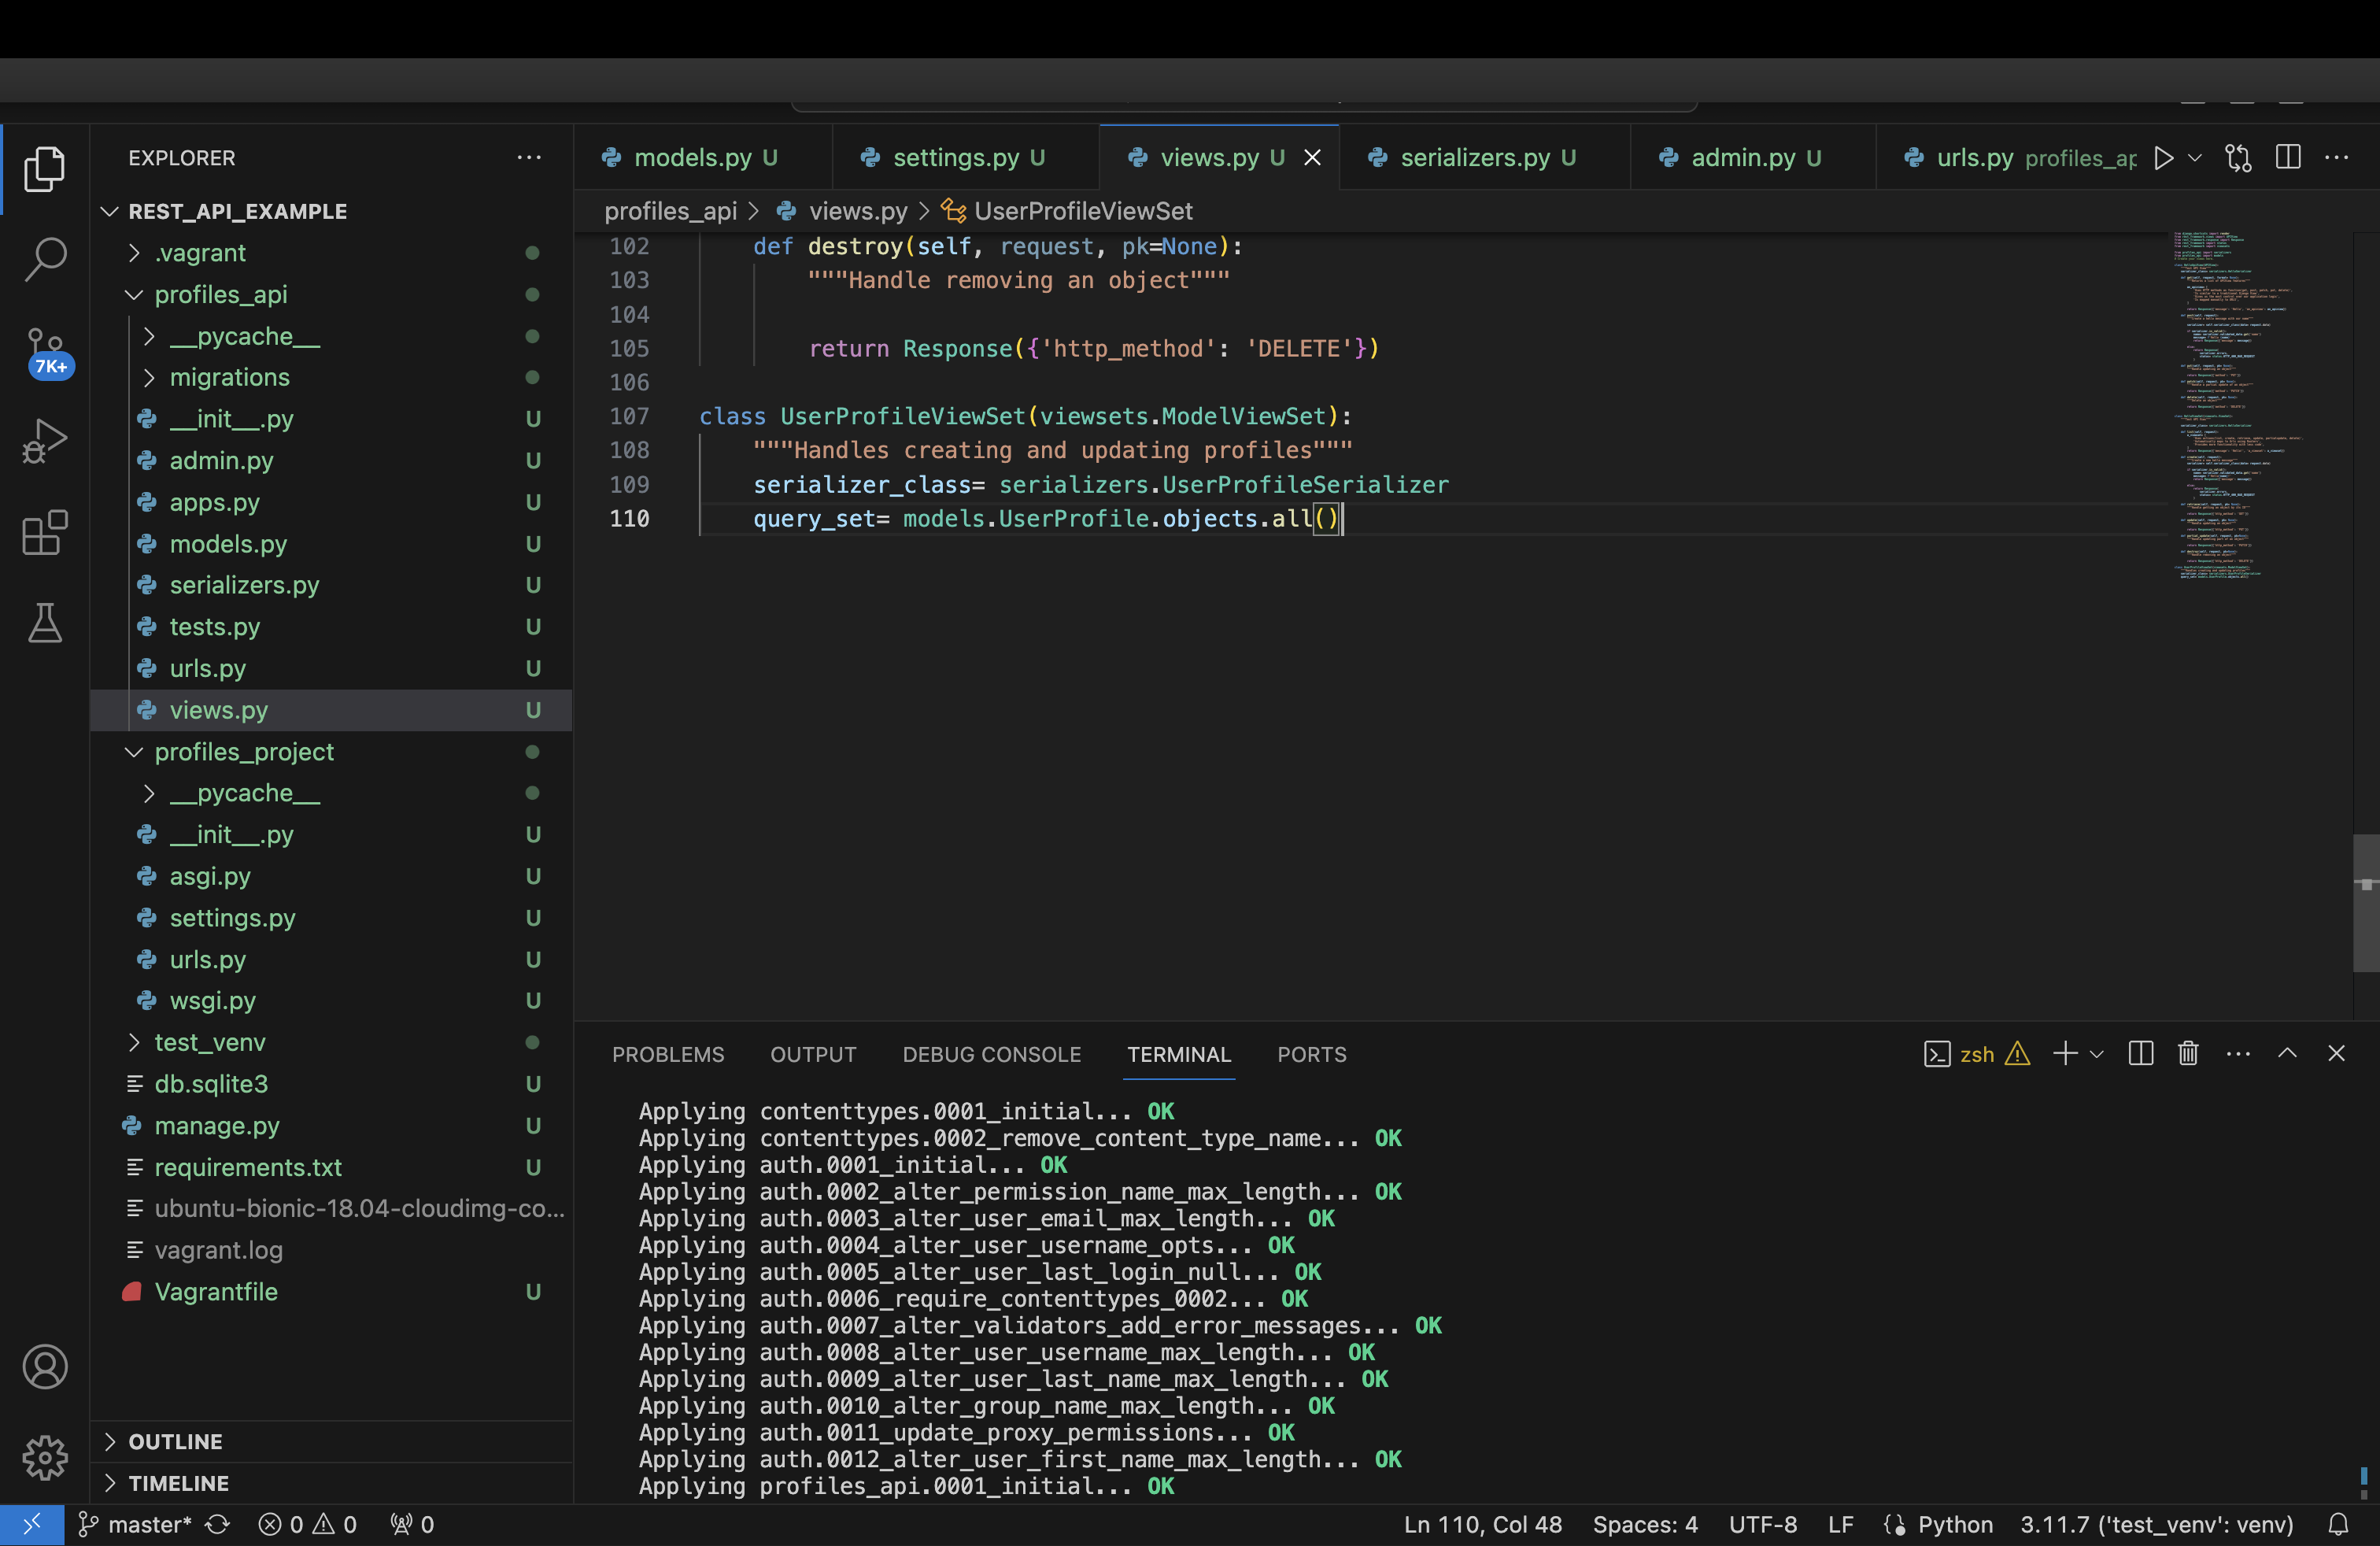 EXPLORER
REST_API_EXAMPLE
.vagrant
profiles_api
__pycache__
migrations
__init__.py U
admin.py U
apps.py U
models.py U
serializers.py U
tests.py U
urls.py U
views.py U
profiles_project
__pycache__
__init__.py U
asgi.py U
settings.py U
urls.py U
wsgi.py U
test_venv
db.sqlite3 U
manage.py U
requirements.txt U
ubuntu-bionic-18.04-cloudimg-co...
vagrant.log
Vagrantfile U
OUTLINE
TIMELINE
7K+
models.py U settings.py U views.py U serializers.py U admin.py U urls.py profiles_ap
profiles_api > views.py > UserProfileViewSet
102 def destroy(self, request, pk=None):
103 """Handle removing an object"""
104
105 return Response({'http_method': 'DELETE'})
106
107 class UserProfileViewSet(viewsets.ModelViewSet):
108 """Handles creating and updating profiles"""
109 serializer_class= serializers.UserProfileSerializer
110 query_set= models.UserProfile.objects.all()
PROBLEMS OUTPUT DEBUG CONSOLE TERMINAL PORTS
zsh
Applying contenttypes.0001_initial... OK
Applying contenttypes.0002_remove_content_type_name... OK
Applying auth.0001_initial... OK
Applying auth.0002_alter_permission_name_max_length... OK
Applying auth.0003_alter_user_email_max_length... OK
Applying auth.0004_alter_user_username_opts... OK
Applying auth.0005_alter_user_last_login_null... OK
Applying auth.0006_require_contenttypes_0002... OK
Applying auth.0007_alter_validators_add_error_messages... OK
Applying auth.0008_alter_user_username_max_length... OK
Applying auth.0009_alter_user_last_name_max_length... OK
Applying auth.0010_alter_group_name_max_length... OK
Applying auth.0011_update_proxy_permissions... OK
Applying auth.0012_alter_user_first_name_max_length... OK
Applying profiles_api.0001_initial... OK
master* 0 0 0 Ln 110, Col 48 Spaces: 4 UTF-8 LF Python 3.11.7 ('test_venv': venv)